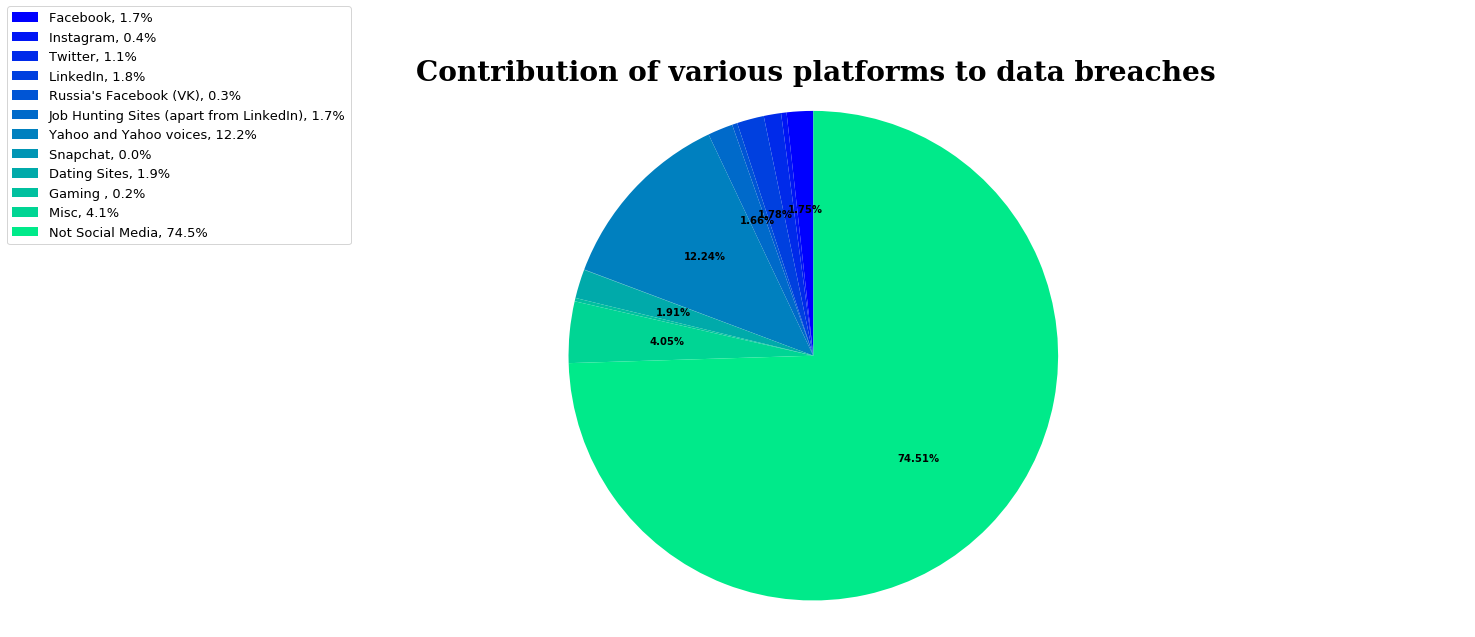 Facebook, 1.7%
Instagram, 0.4%
Twitter, 1.1%
LinkedIn, 1.8%
Russia's Facebook (VK), 0.3%
Job Hunting Sites (apart from LinkedIn), 1.7%
Yahoo and Yahoo voices, 12.2%
Snapchat, 0.0%
Dating Sites, 1.9%
Gaming , 0.2%
Misc, 4.1%
Not Social Media, 74.5%
Contribution of various platforms to data breaches
1.75%
1.78%
1.66%
12.24%
1.91%
4.05%
74.51%